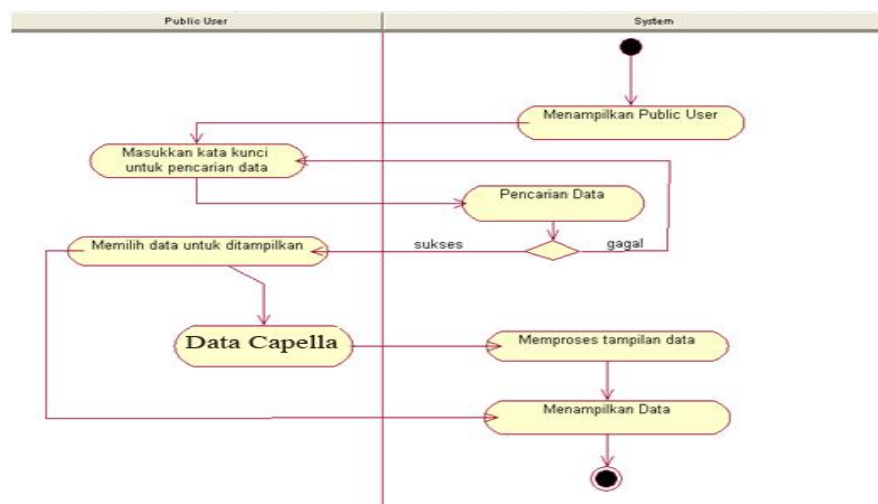 Public User
System
Menampilkan Public User
Masukkan kata kunci
untuk pencarian data
Pencarian Data
Memilih data untuk ditampilkan
sukses
gagal
Data Capella
Memproses tampilan data
Menampilkan Data